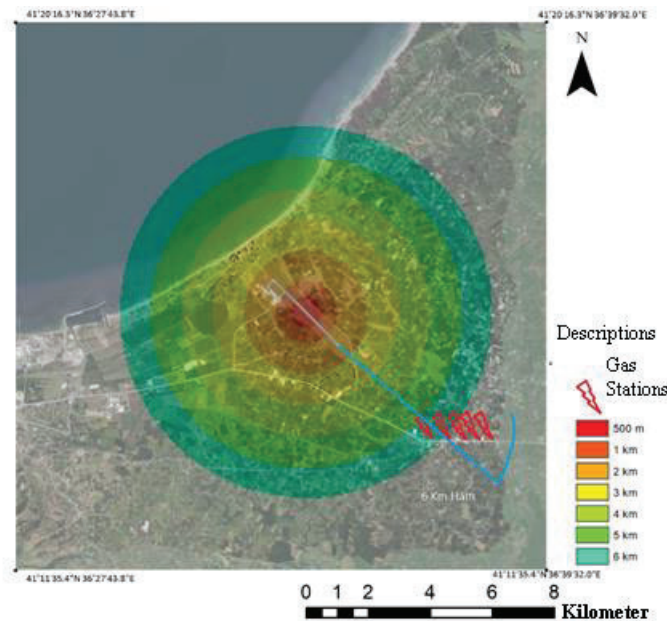 41°20'16.3"N 36°27'43.8"E
41°20'16.3"N 36°39'32.0"E
N
Descriptions
Gas
Stations
500 m
1 km
2 km
3 km
4 km
5 km
6 km
6 Km Hattı
41°11'35.4"N 36°27'43.8"E
41°11'35.4"N 36°39'32.0"E
0 1 2 4 6 8
Kilometer